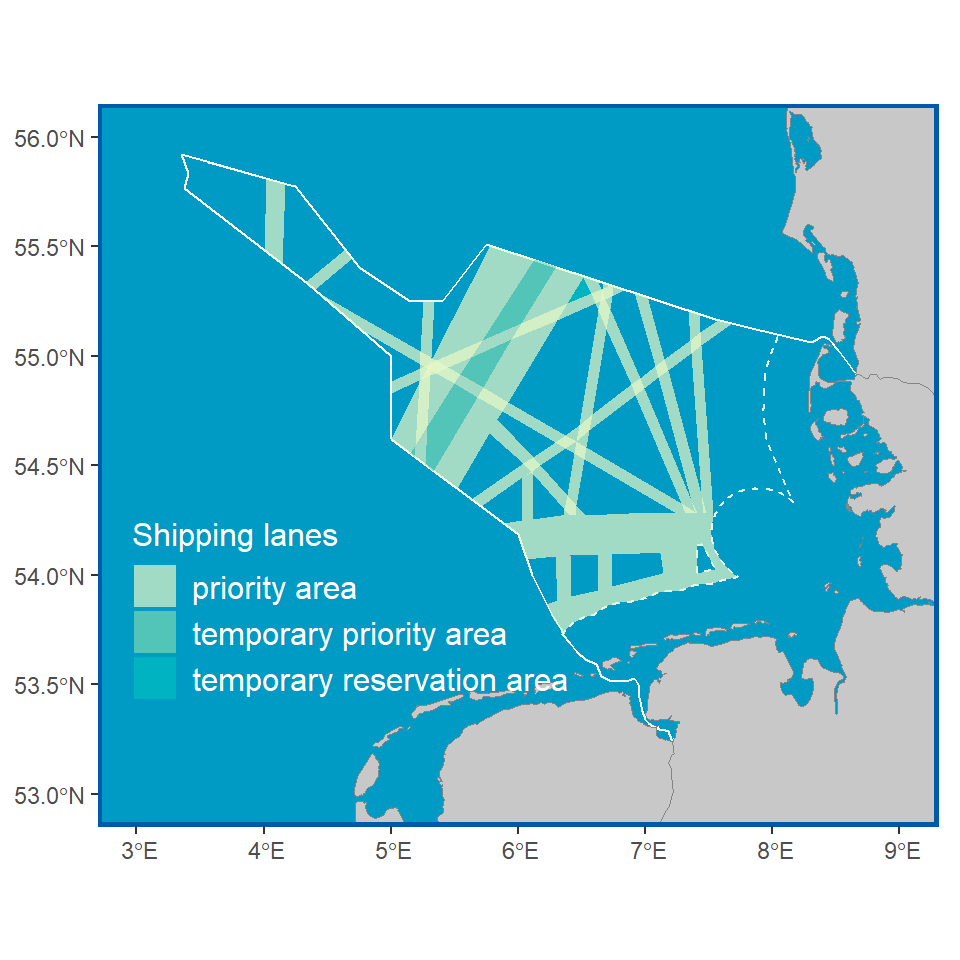 56.0°N
55.5°N
55.0°N
54.5°N
54.0°N
53.5°N
53.0°N
Shipping lanes
priority area
temporary priority area
temporary reservation area
3°E 4°E 5°E 6°E 7°E 8°E 9°E